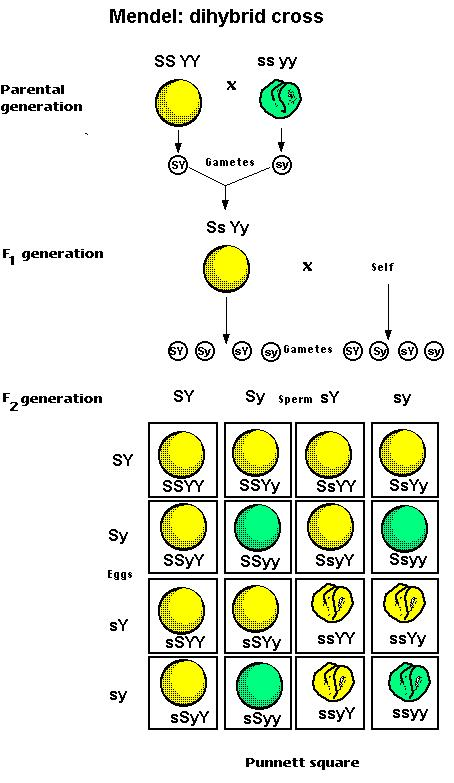 Mendel: dihybrid cross
SS YY ss yy
Parental
generation
x
SY Gametes sy
Ss Yy
F1 generation
x Self
SY Sy sY sy Gametes SY Sy sY sy
F2 generation
SY Sy Sperm sY sy
SY
SSYY SSYy SsYY SsYy
Sy
SSyY SSyy SsyY Ssyy
Eggs
sY
sSYY sSYy ssYY ssYy
sy
sSyY sSyy ssyY ssyy
Punnett square